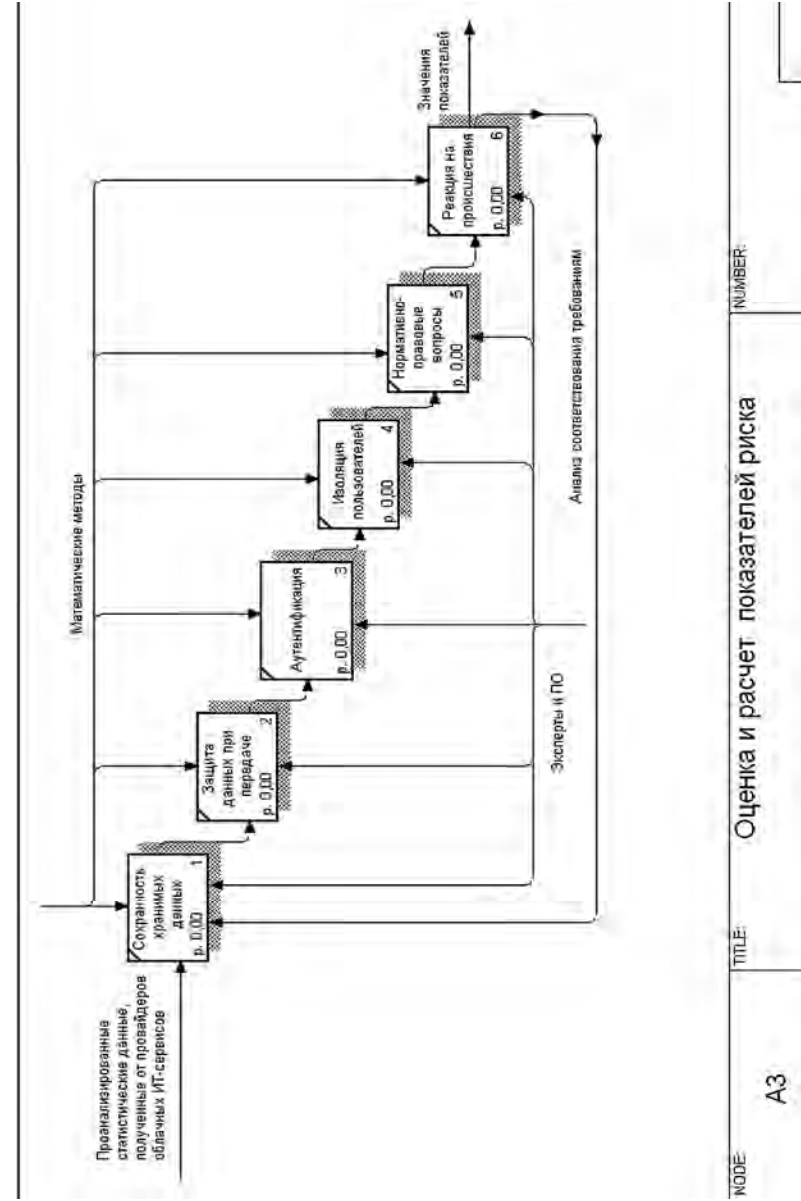 Математические методы
Проанализированные
статистические данные,
полученные от провайдеров
облачных ИТ-сервисов
Сохранность
хранимых
данных
р. 0,00
1
Защита
данных при
передаче
р. 0,00
2
Аутентификация
р. 0,00
3
Изоляция
пользователей
р. 0,00
4
Нормативно-
правовые
вопросы
р. 0,00
5
Реакция на
происшествия
р. 0,00
6
Значения
показателей
Эксперты и ПО
Анализ соответствования требованиям
NODE:
A3
TITLE:
Оценка и расчет показателей риска
NUMBER: